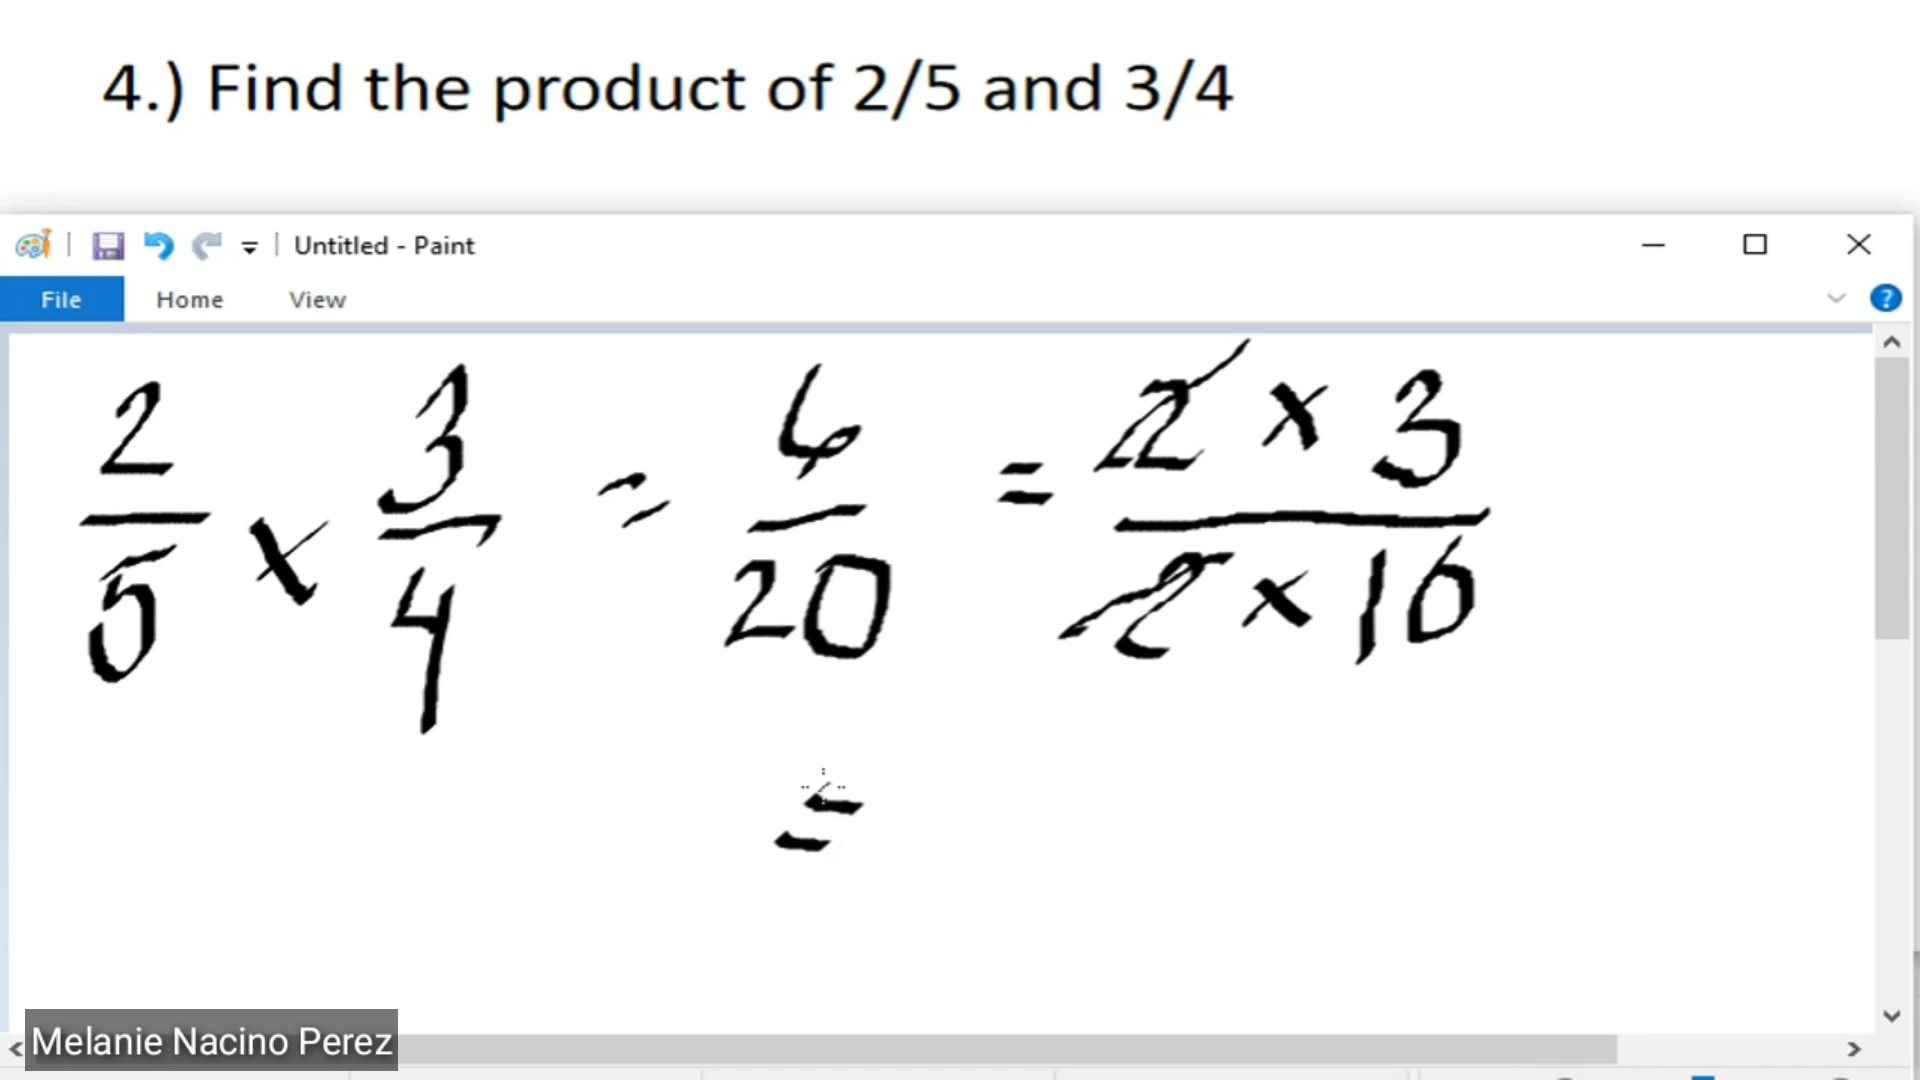 4.) Find the product of 2/5 and 3/4
Untitled - Paint
File Home View
2/5 x 3/4 = 6/20 = 2 x 3 / 2 x 10
=
Melanie Nacino Perez